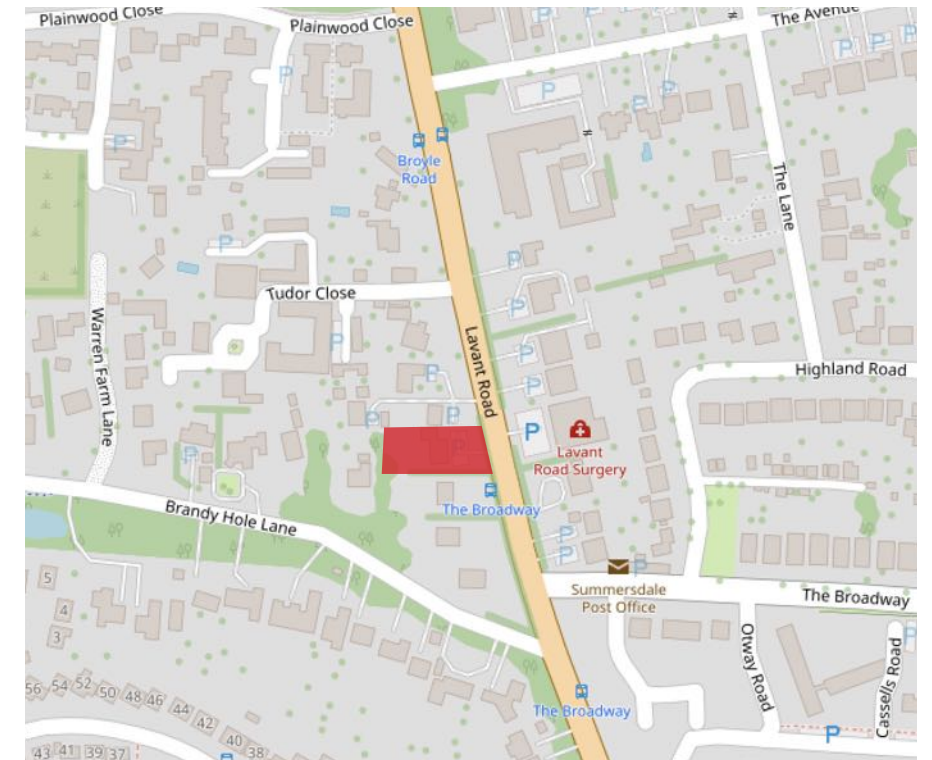 Plainwood Close
Plainwood Close
The Avenue
P
P
P
P
P
P
P
P
Broyle
Road
The Lane
P
P
P
Tudor Close
P
Warren Farm Lane
Lavant Road
P
P
P
Highland Road
P
P
P
P
Lavant
Road Surgery
P
The Broadway
Brandy Hole Lane
P
P
P
Summersdale
Post Office
The Broadway
5
4
3
Otway Road
Cassells Road
P
56
54
52
50
48
46
44
42
40
38
The Broadway
P
43
41
39
37